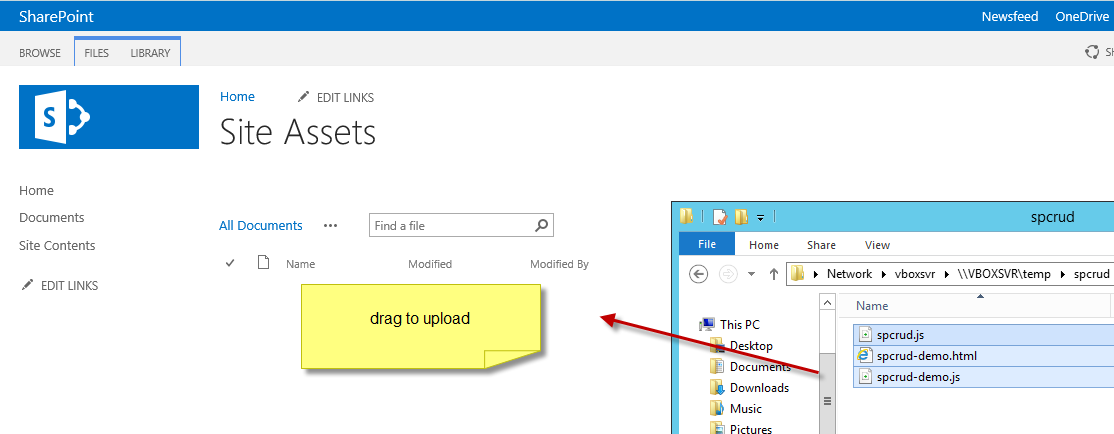 SharePoint Newsfeed OneDrive
BROWSE FILES LIBRARY SH
S
Home EDIT LINKS
Site Assets
Home
Documents
Site Contents
EDIT LINKS
All Documents ••• Find a file
Name Modified Modified By
drag to upload
spcrud
File Home Share View
Network vboxsvr \\VBOXSVR\temp spcrud
Name
This PC
Desktop
Documents
Downloads
Music
Pictures
spcrud.js
spcrud-demo.html
spcrud-demo.js